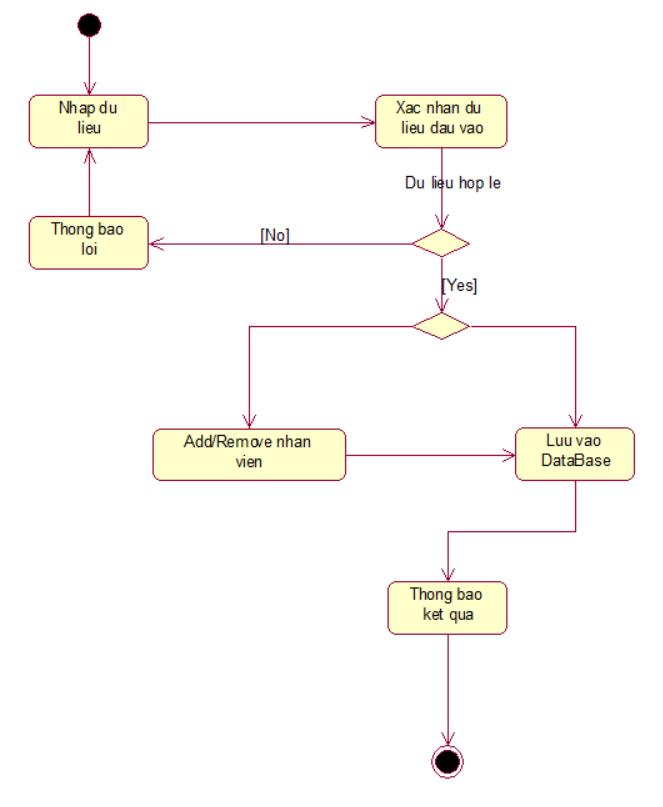 Nhap du
lieu
Xac nhan du
lieu dau vao
Du lieu hop le
Thong bao
loi
[No]
[Yes]
Add/Remove nhan
vien
Luu vao
DataBase
Thong bao
ket qua